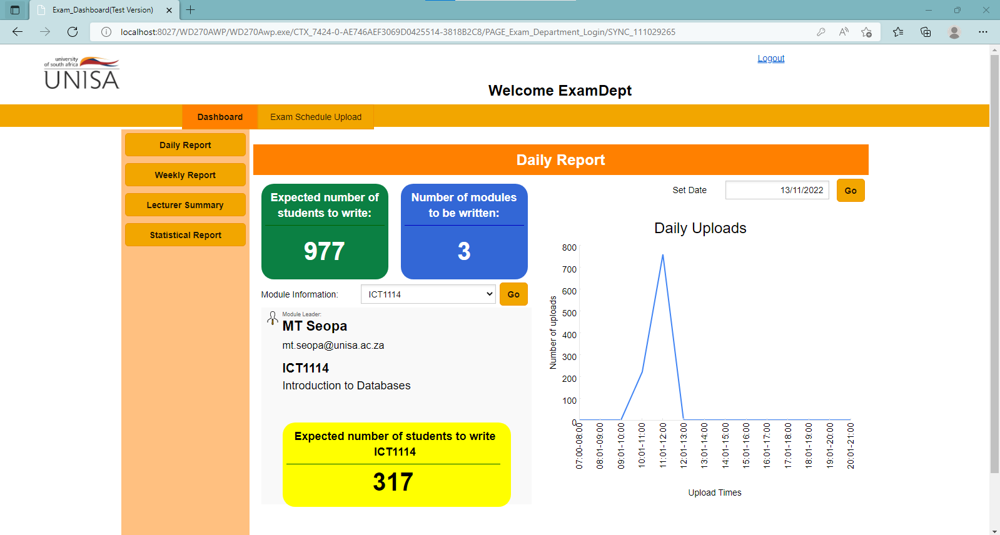 Exam_Dashboard(Test Version)
localhost:8027/WD270AWP/WD270Awp.exe/CTX_7424-0-AE746AEF3069D0425514-3818B2C8/PAGE_Exam_Department_Login/SYNC_111029265
university
of south africa
UNISA
Logout
Welcome ExamDept
Dashboard
Exam Schedule Upload
Daily Report
Weekly Report
Lecturer Summary
Statistical Report
Daily Report
Expected number of
students to write:
977
Number of modules
to be written:
3
Set Date
13/11/2022
Go
Module Information:
ICT1114
Go
Module Leader:
MT Seopa
mt.seopa@unisa.ac.za
ICT1114
Introduction to Databases
Expected number of students to write
ICT1114
317
Daily Uploads
Number of uploads
800
700
600
500
400
300
200
100
0
07:00-08:00
08:01-09:00
09:01-10:00
10:01-11:00
11:01-12:00
12:01-13:00
13:01-14:00
14:01-15:00
15:01-16:00
16:01-17:00
17:01-18:00
18:01-19:00
19:01-20:00
20:01-21:00
Upload Times